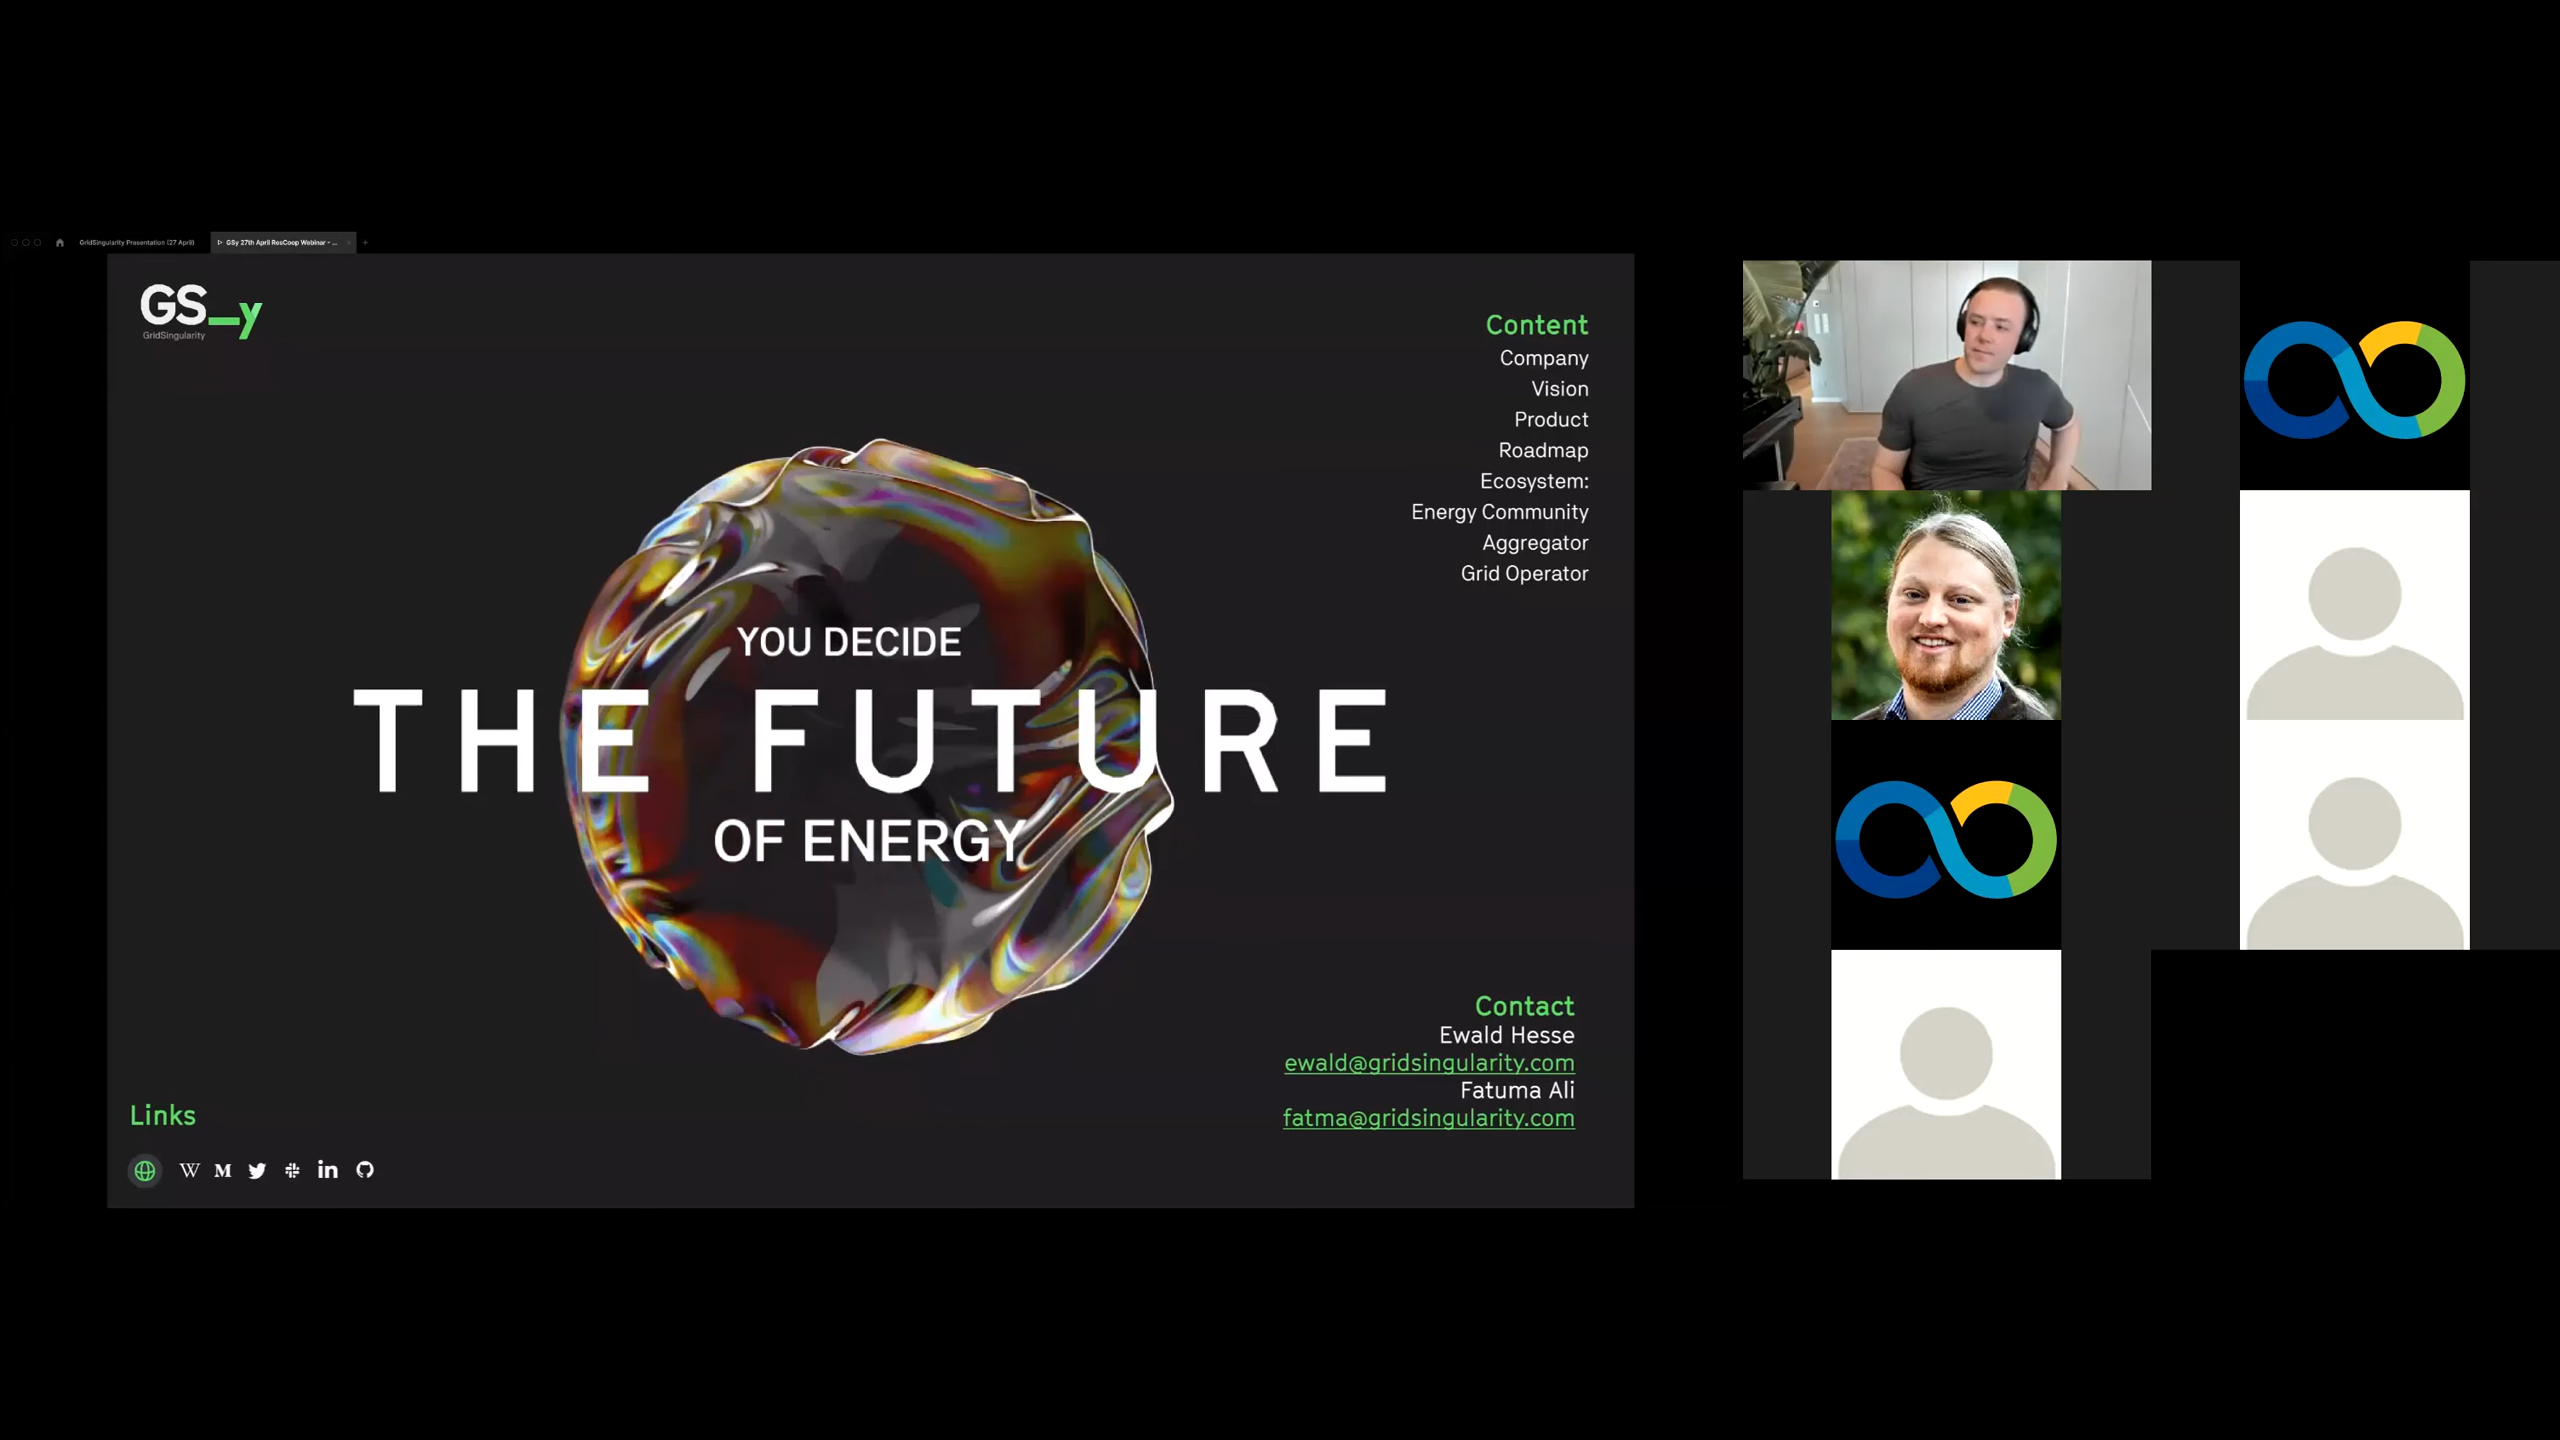 GridSingularity Presentation (27 April)
GSy 27th April ResCoop Webinar - ...
GS_y
GridSingularity
Content
Company
Vision
Product
Roadmap
Ecosystem:
Energy Community
Aggregator
Grid Operator
YOU DECIDE
THE FUTURE
OF ENERGY
Contact
Ewald Hesse
ewald@gridsingularity.com
Fatuma Ali
fatma@gridsingularity.com
Links
W M in